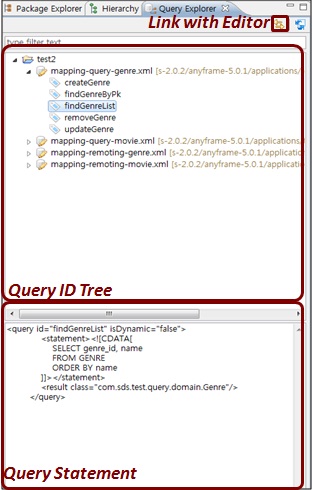 Package Explorer Hierarchy Query Explorer
Link with Editor
type filter text
test2
mapping-query-genre.xml [s-2.0.2/anyframe-5.0.1/applications/
createGenre
findGenreByPk
findGenreList
removeGenre
updateGenre
mapping-query-movie.xml [s-2.0.2/anyframe-5.0.1/applications/
mapping-remoting-genre.xml [s-2.0.2/anyframe-5.0.1/applications/
mapping-remoting-movie.xml [s-2.0.2/anyframe-5.0.1/applications/
Query ID Tree
<query id="findGenreList" isDynamic="false">
<statement><![CDATA[
SELECT genre_id, name
FROM GENRE
ORDER BY name
]]></statement>
<result class="com.sds.test.query.domain.Genre"/>
</query>
Query Statement